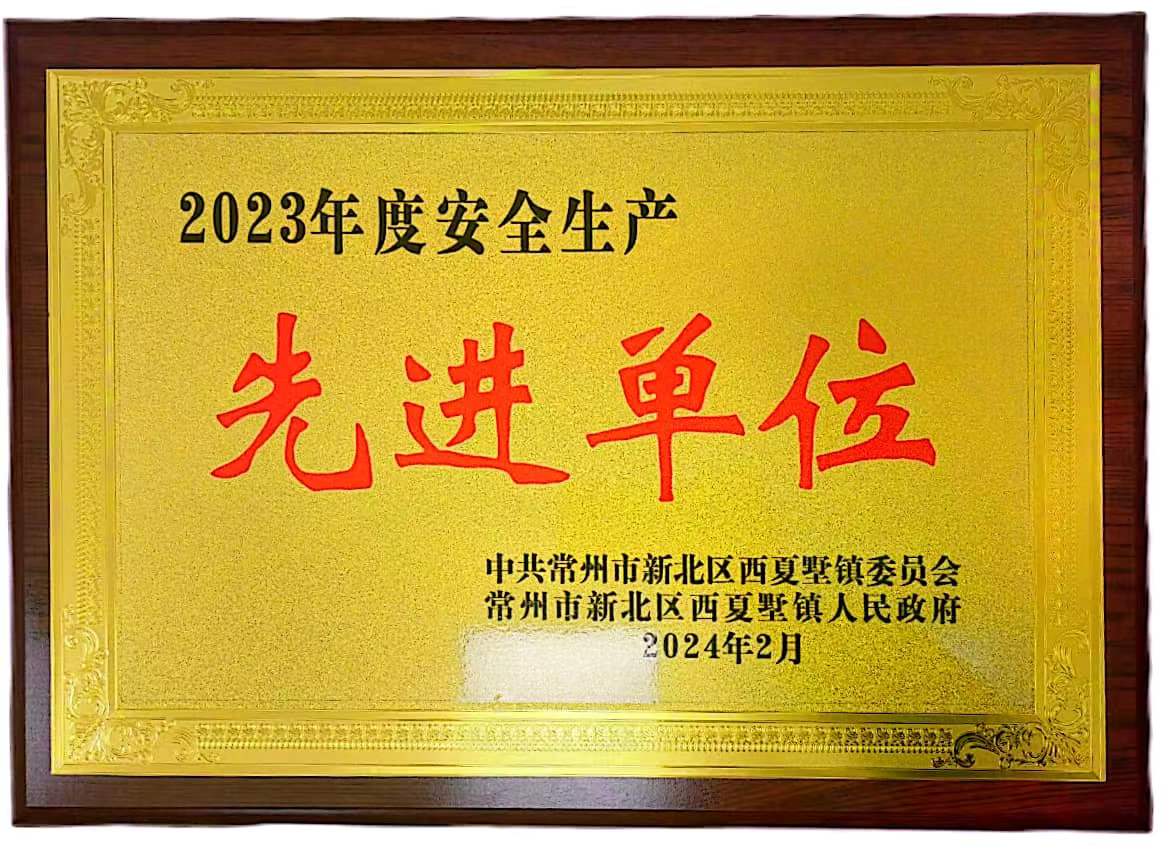 2023年度安全生产
先进单位
中共常州市新北区西夏墅镇委员会
常州市新北区西夏墅镇人民政府
2024年2月